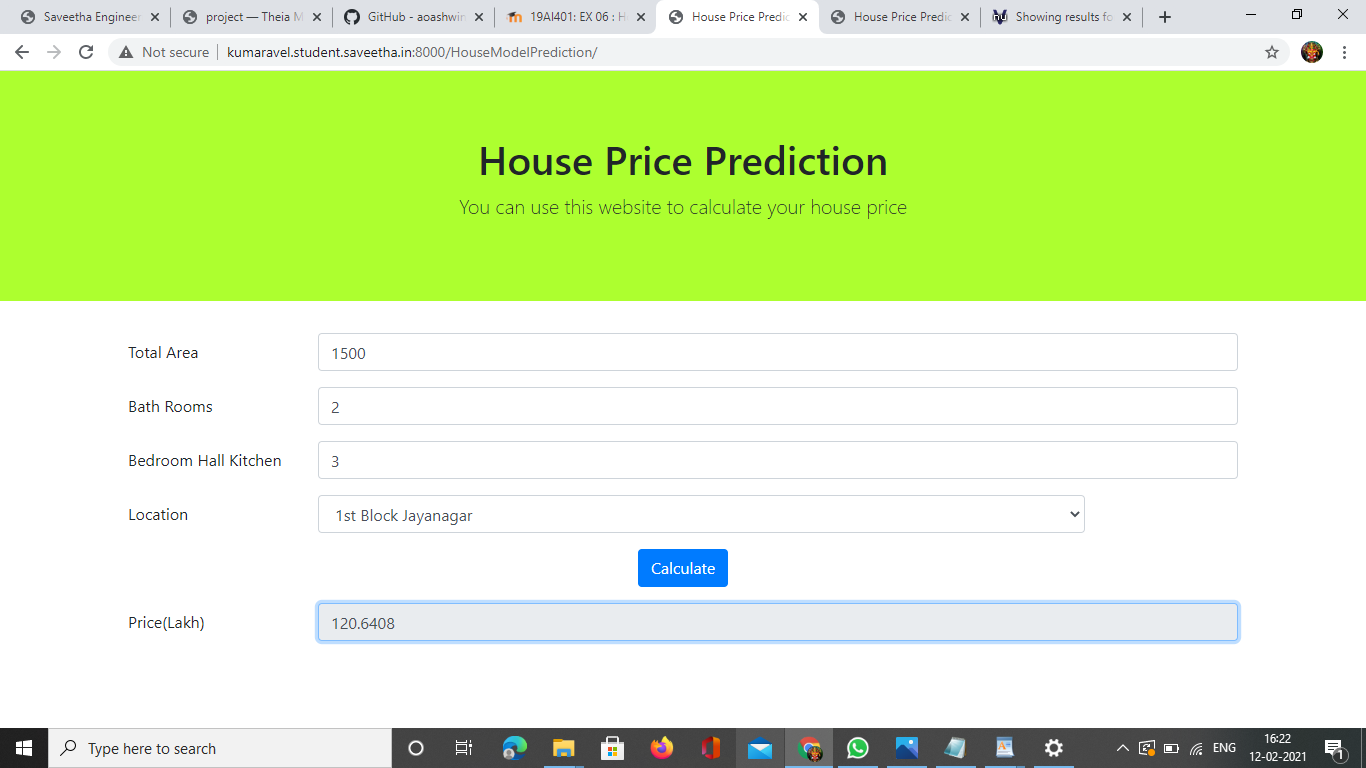 Saveetha Engineer
project — Theia M
GitHub - aoashwin
19AI401: EX 06 : H
House Price Predic
House Price Predic
Showing results fo
Not secure
kumaravel.student.saveetha.in:8000/HouseModelPrediction/
House Price Prediction
You can use this website to calculate your house price
Total Area
1500
Bath Rooms
2
Bedroom Hall Kitchen
3
Location
1st Block Jayanagar
Calculate
Price(Lakh)
120.6408
Type here to search
ENG
16:22
12-02-2021
1